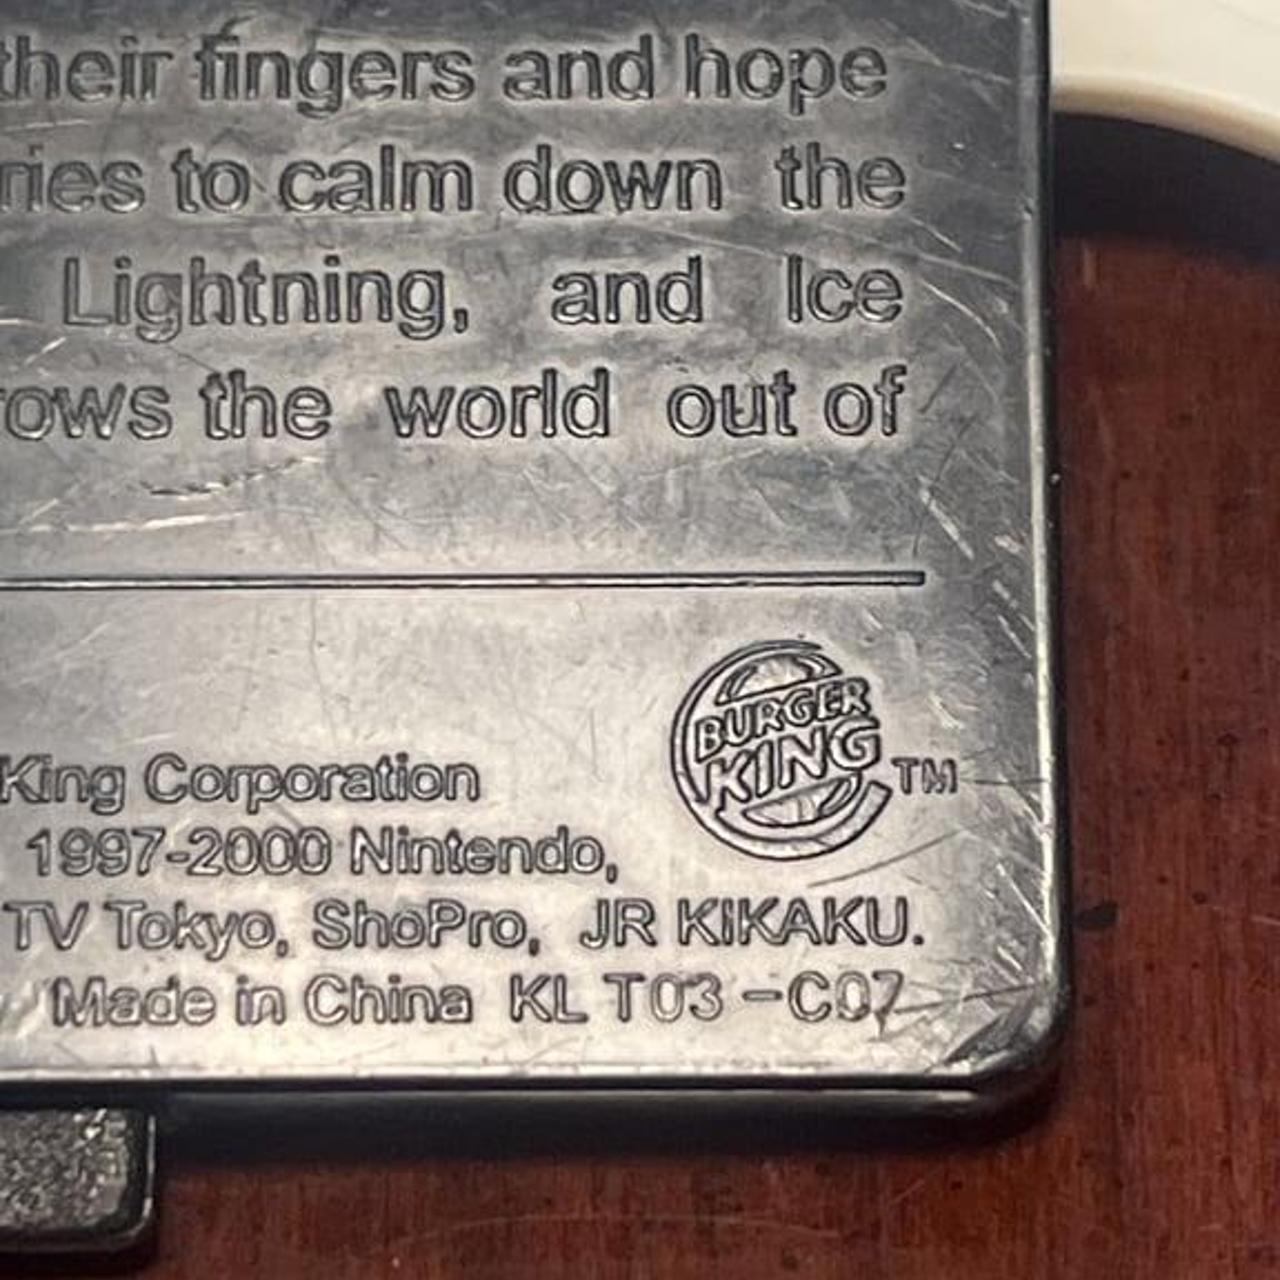 their fingers and hope
ries to calm down the
Lightning, and Ice
rows the world out of
BURGER
KING TM
King Corporation
1997-2000 Nintendo,
TV Tokyo, ShoPro, JR KIKAKU.
Made in China KL T03 -C07